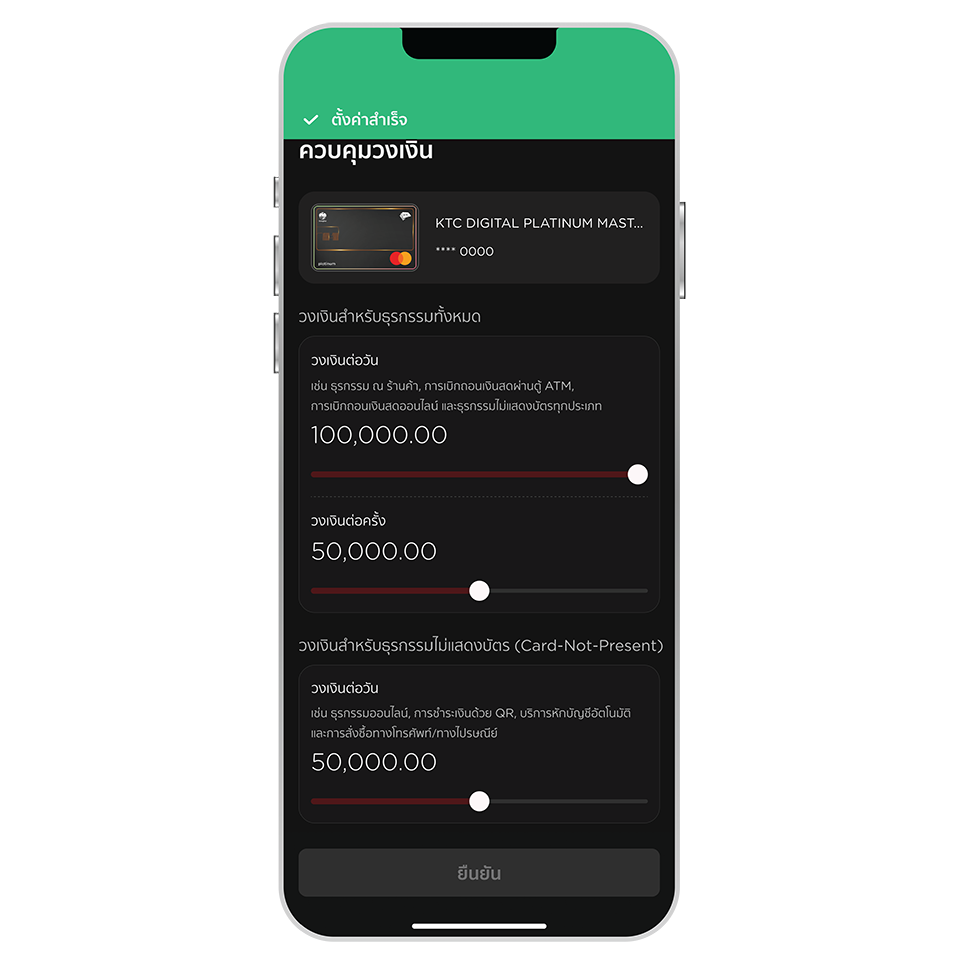 ตั้งค่าสำเร็จ
ควบคุมวงเงิน
KTC DIGITAL PLATINUM MAST...
**** 0000
platinum
วงเงินสำหรับธุรกรรมทั้งหมด
วงเงินต่อวัน
เช่น ธุรกรรม ณ ร้านค้า, การเบิกถอนเงินสดผ่านตู้ ATM,
การเบิกถอนเงินสดออนไลน์ และธุรกรรมไม่แสดงบัตรทุกประเภท
100,000.00
วงเงินต่อครั้ง
50,000.00
วงเงินสำหรับธุรกรรมไม่แสดงบัตร (Card-Not-Present)
วงเงินต่อวัน
เช่น ธุรกรรมออนไลน์, การชำระเงินด้วย QR, บริการหักบัญชีอัตโนมัติ
และการสั่งซื้อทางโทรศัพท์/ทางไปรษณีย์
50,000.00
ยืนยัน